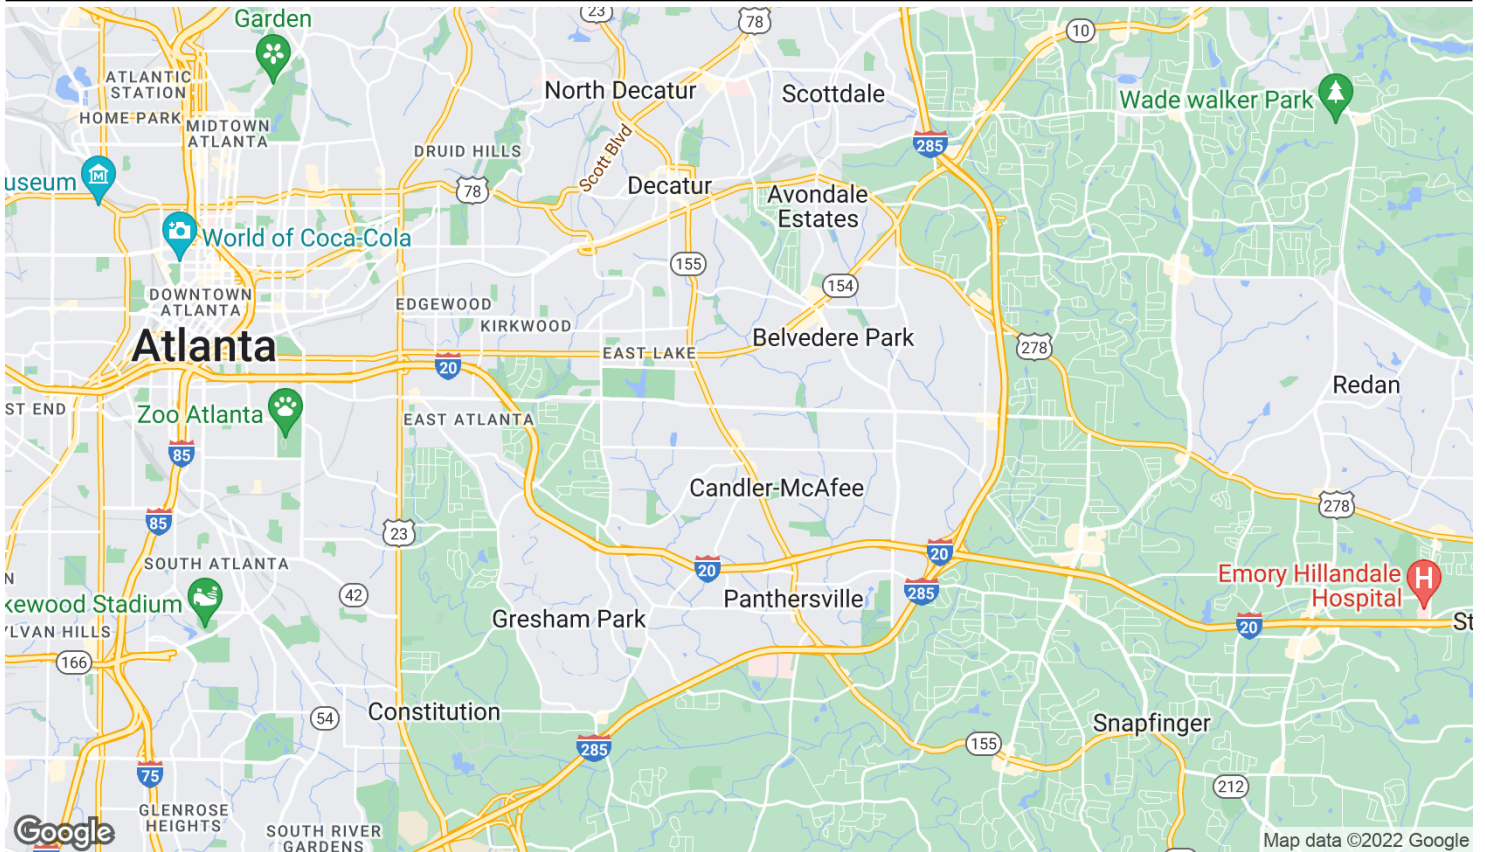 Garden
23
78
10
ATLANTIC
STATION
North Decatur
Scottdale
Wade walker Park
HOME PARK
MIDTOWN
ATLANTA
Scott Blvd
285
DRUID HILLS
useum
78
Decatur
Avondale
Estates
World of Coca-Cola
155
154
DOWNTOWN
ATLANTA
EDGEWOOD
KIRKWOOD
Atlanta
EAST LAKE
Belvedere Park
278
20
Redan
ST END
Zoo Atlanta
EAST ATLANTA
85
Candler-McAfee
278
85
23
20
SOUTH ATLANTA
20
Emory Hillandale
Hospital
H
N
42
285
kewood Stadium
Panthersville
Gresham Park
20
St
YLVAN HILLS
166
54
Constitution
Snapfinger
285
155
75
212
GLENROSE
HEIGHTS
SOUTH RIVER
GARDENS
Google
Map data ©2022 Google